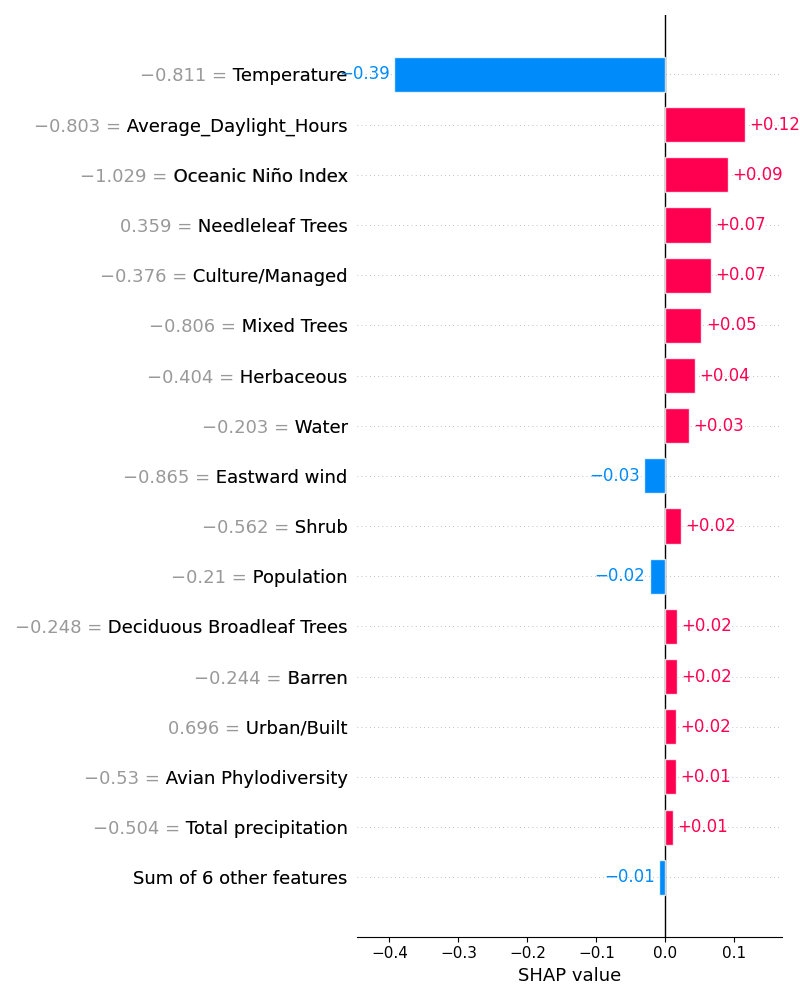 −0.811 = Temperature −0.39
−0.803 = Average_Daylight_Hours +0.12
−1.029 = Oceanic Niño Index +0.09
0.359 = Needleleaf Trees +0.07
−0.376 = Culture/Managed +0.07
−0.806 = Mixed Trees +0.05
−0.404 = Herbaceous +0.04
−0.203 = Water +0.03
−0.865 = Eastward wind −0.03
−0.562 = Shrub +0.02
−0.21 = Population −0.02
−0.248 = Deciduous Broadleaf Trees +0.02
−0.244 = Barren +0.02
0.696 = Urban/Built +0.02
−0.53 = Avian Phylodiversity +0.01
−0.504 = Total precipitation +0.01
Sum of 6 other features −0.01
−0.4 −0.3 −0.2 −0.1 0.0 0.1
SHAP value